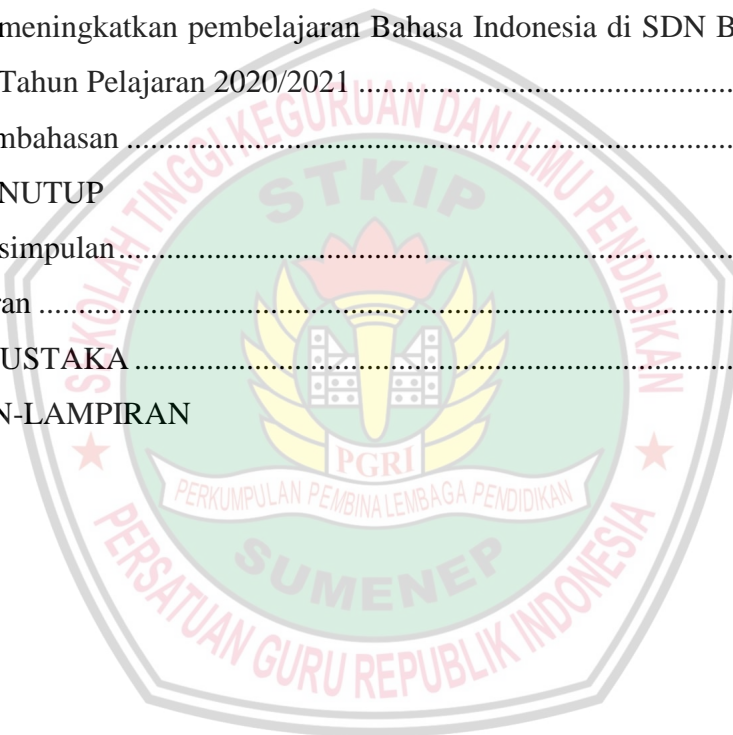 meningkatkan pembelajaran Bahasa Indonesia di SDN B
Tahun Pelajaran 2020/2021 ........................................................
mbahasan ........................................................................................
NUTUP
simpulan .........................................................................................
ran ...................................................................................................
USTAKA .........................................................................................
N-LAMPIRAN
SEKOLAH TINGGI KEGURUAN DAN ILMU PENDIDIKAN
STKIP
PGRI
PERKUMPULAN PEMBINA LEMBAGA PENDIDIKAN
SUMENEP
PERSATUAN GURU REPUBLIK INDONESIA